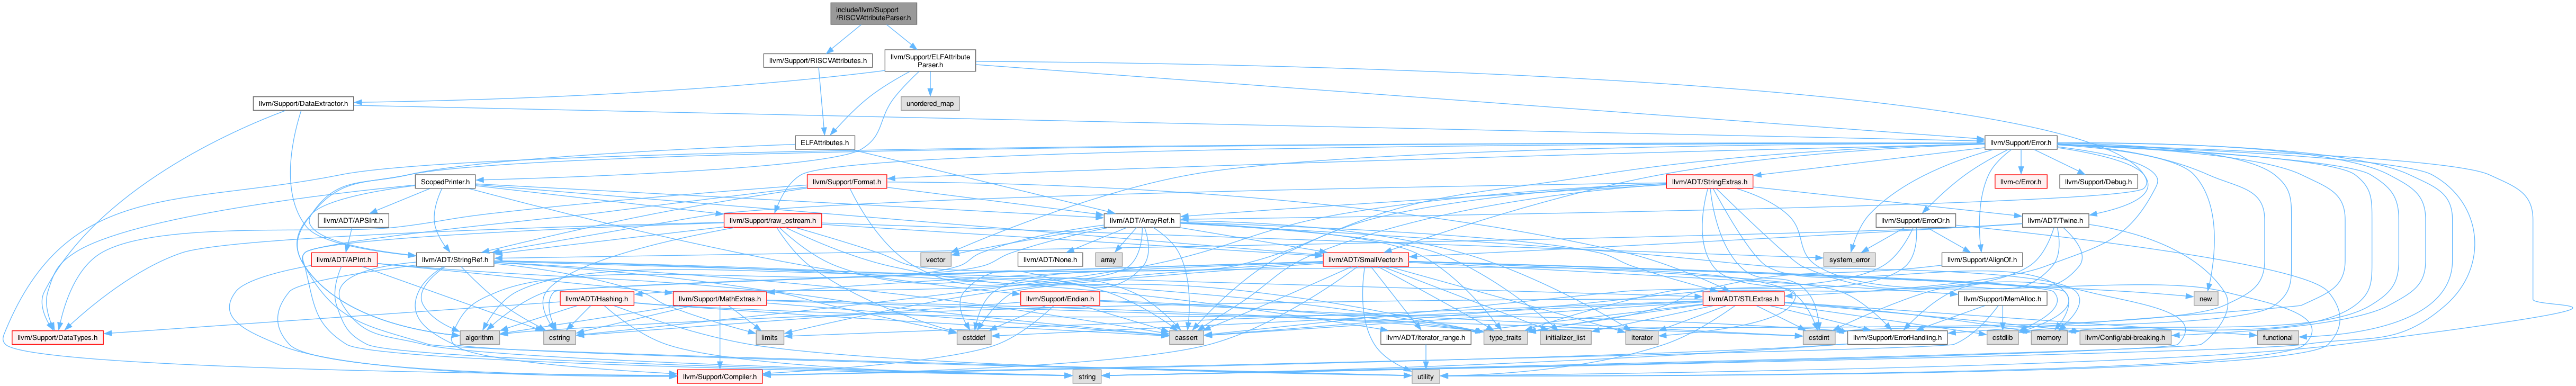 include/llvm/Support
/RISCVAttributeParser.h
llvm/Support/RISCVAttributes.h
llvm/Support/ELFAttribute
Parser.h
llvm/Support/DataExtractor.h
unordered_map
ELFAttributes.h
llvm/Support/Error.h
ScopedPrinter.h
llvm/Support/Format.h
llvm/ADT/StringExtras.h
llvm-c/Error.h
llvm/Support/Debug.h
llvm/ADT/APSInt.h
llvm/Support/raw_ostream.h
llvm/ADT/ArrayRef.h
llvm/Support/ErrorOr.h
llvm/ADT/Twine.h
llvm/ADT/APInt.h
llvm/ADT/StringRef.h
vector
llvm/ADT/None.h
array
llvm/ADT/SmallVector.h
system_error
llvm/Support/AlignOf.h
llvm/ADT/Hashing.h
llvm/Support/MathExtras.h
llvm/Support/Endian.h
llvm/ADT/STLExtras.h
llvm/Support/MemAlloc.h
new
llvm/Support/DataTypes.h
algorithm
cstring
limits
cstddef
cassert
llvm/ADT/iterator_range.h
type_traits
initializer_list
iterator
cstdint
llvm/Support/ErrorHandling.h
cstdlib
memory
llvm/Config/abi-breaking.h
functional
llvm/Support/Compiler.h
string
utility